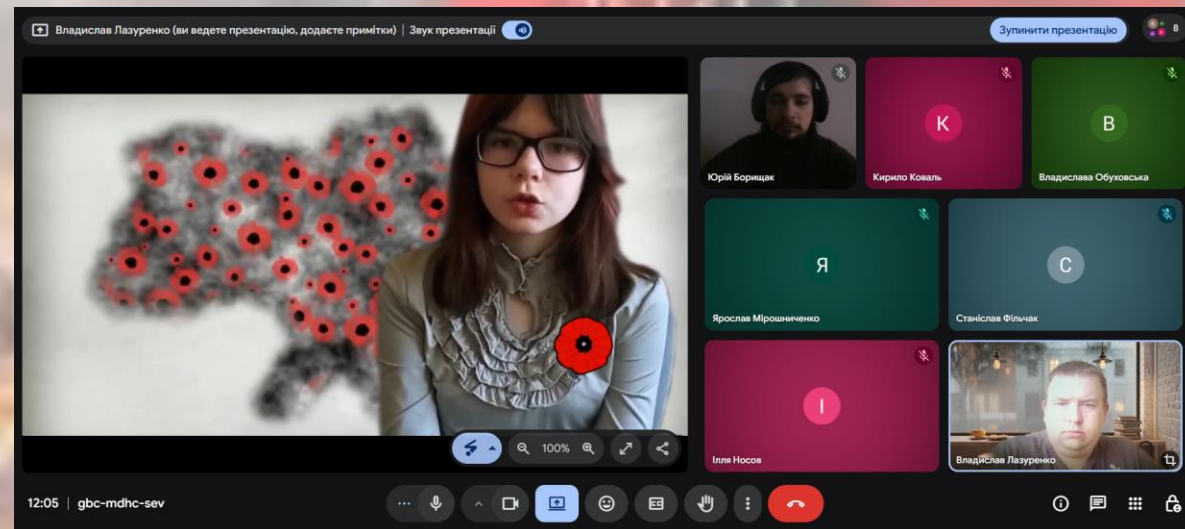 Владислав Лазуренко (ви ведете презентацію, додаєте примітки) | Звук презентації
Зупинити презентацію
8
Юрій Борищак
К
Кирило Коваль
В
Владислава Обуховська
Я
Ярослав Мірошниченко
С
Станіслав Фільчак
І
Ілля Носов
Владислав Лазуренко
100%
12:05 | gbc-mdhc-sev
CC